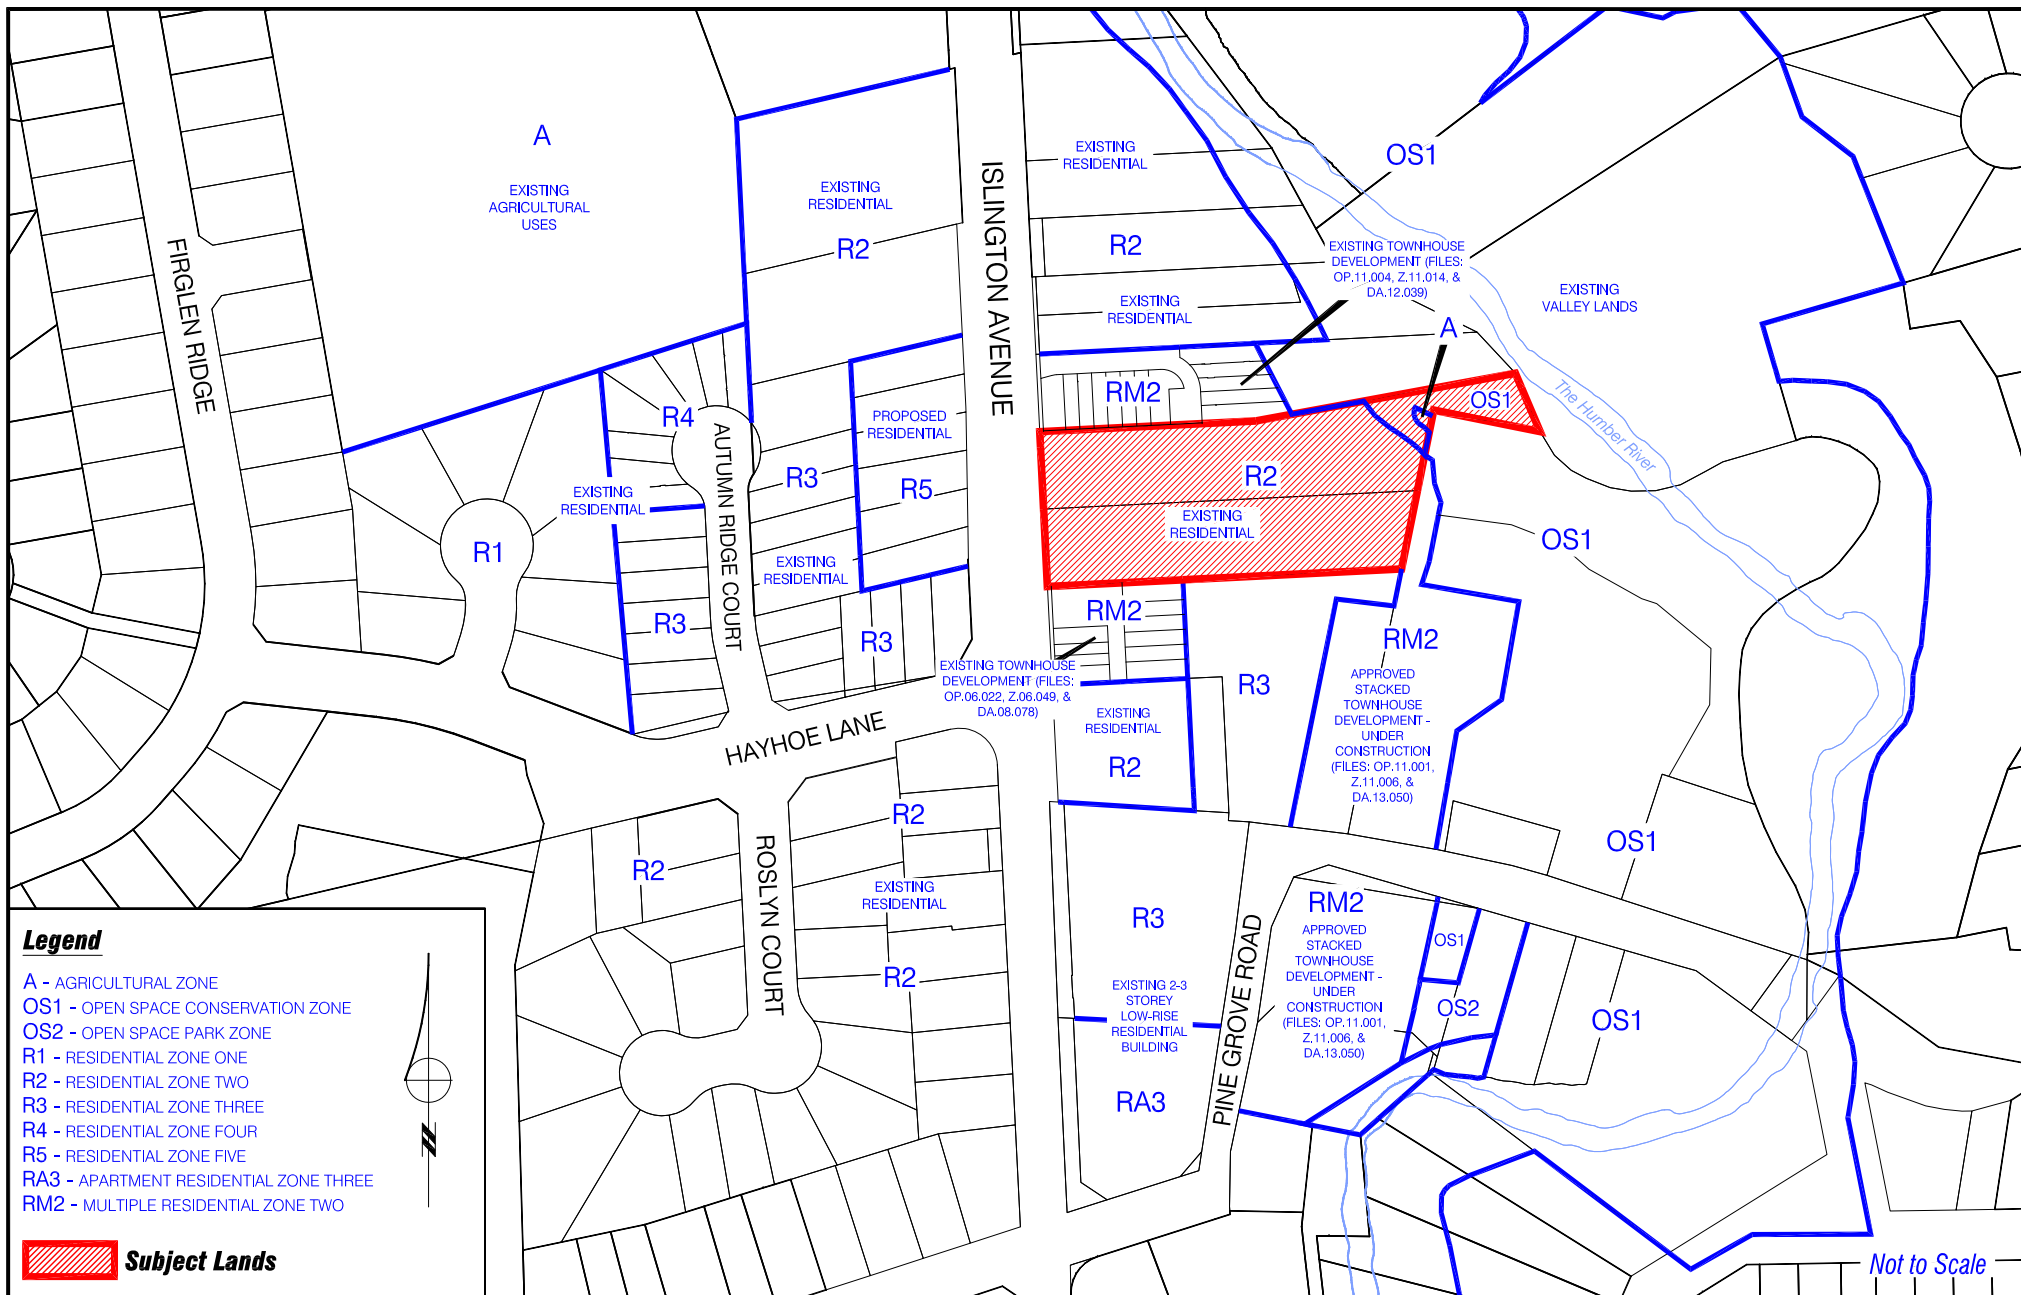 A
EXISTING
AGRICULTURAL
USES
FIRGLEN RIDGE
EXISTING
RESIDENTIAL
R2
ISLINGTON AVENUE
EXISTING
RESIDENTIAL
R2
EXISTING
RESIDENTIAL
OS1
EXISTING TOWNHOUSE
DEVELOPMENT (FILES:
OP.11.004, Z.11.014, &
DA.12.039)
A
EXISTING
VALLEY LANDS
The Humber River
RM2
OS1
R2
EXISTING
RESIDENTIAL
R4
AUTUMN RIDGE COURT
PROPOSED
RESIDENTIAL
R5
R3
EXISTING
RESIDENTIAL
EXISTING
RESIDENTIAL
R1
R3
R3
OS1
RM2
EXISTING TOWNHOUSE
DEVELOPMENT (FILES:
OP.06.022, Z.06.049, &
DA.08.078)
HAYHOE LANE
EXISTING
RESIDENTIAL
R2
R3
RM2
APPROVED
STACKED
TOWNHOUSE
DEVELOPMENT -
UNDER
CONSTRUCTION
(FILES: OP.11.001,
Z.11.006, &
DA.13.050)
OS1
R2
R2
EXISTING
RESIDENTIAL
R2
ROSLYN COURT
R3
EXISTING 2-3
STOREY
LOW-RISE
RESIDENTIAL
BUILDING
RA3
PINE GROVE ROAD
RM2
APPROVED
STACKED
TOWNHOUSE
DEVELOPMENT -
UNDER
CONSTRUCTION
(FILES: OP.11.001,
Z.11.006, &
DA.13.050)
OS1
OS2
OS1
Legend
A - AGRICULTURAL ZONE
OS1 - OPEN SPACE CONSERVATION ZONE
OS2 - OPEN SPACE PARK ZONE
R1 - RESIDENTIAL ZONE ONE
R2 - RESIDENTIAL ZONE TWO
R3 - RESIDENTIAL ZONE THREE
R4 - RESIDENTIAL ZONE FOUR
R5 - RESIDENTIAL ZONE FIVE
RA3 - APARTMENT RESIDENTIAL ZONE THREE
RM2 - MULTIPLE RESIDENTIAL ZONE TWO
N
Subject Lands
Not to Scale